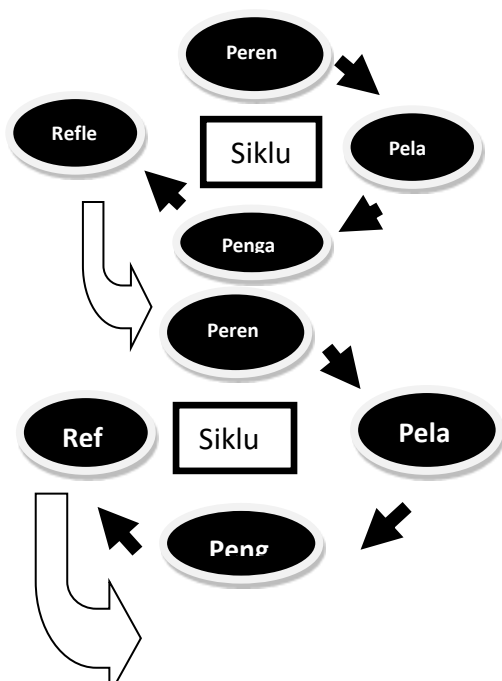 Peren
Refle
Siklu
Pela
Penga
Peren
Ref
Siklu
Pela
Peng